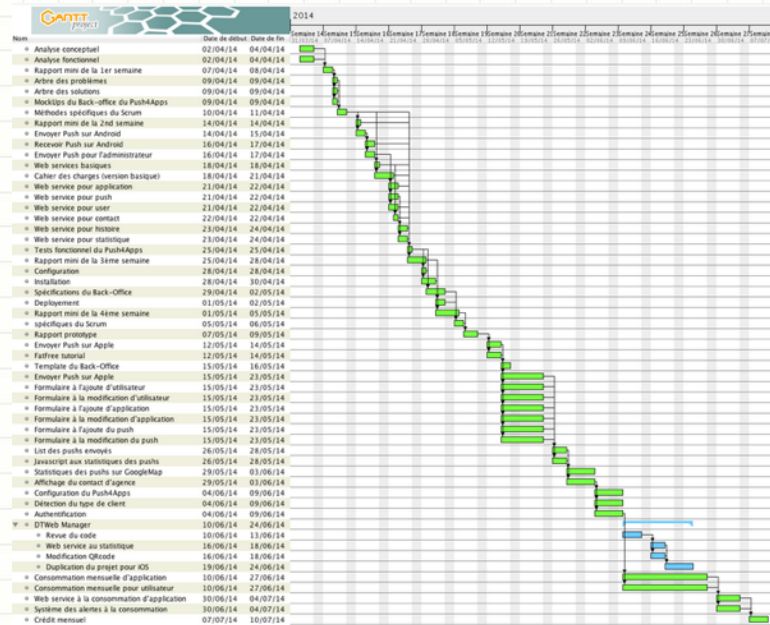 GANTT
project
2014
Nom Date de début Date de fin
Semaine 14 Semaine 15 Semaine 16 Semaine 17 Semaine 18 Semaine 19 Semaine 20 Semaine 21 Semaine 22 Semaine 23 Semaine 24 Semaine 25 Semaine 26 Semaine 27
Analyse conceptuel 02/04/14 04/04/14
Analyse fonctionnel 02/04/14 04/04/14
Rapport mini de la 1er semaine 07/04/14 08/04/14
Arbre des problèmes 09/04/14 09/04/14
Arbre des solutions 09/04/14 09/04/14
MockUps du Back-office du Push4Apps 09/04/14 09/04/14
Méthodes spécifiques du Scrum 10/04/14 11/04/14
Rapport mini de la 2nd semaine 14/04/14 14/04/14
Envoyer Push sur Android 14/04/14 15/04/14
Recevoir Push sur Android 16/04/14 17/04/14
Envoyer Push pour l'administrateur 16/04/14 17/04/14
Web services basiques 18/04/14 18/04/14
Cahier des charges (version basique) 18/04/14 21/04/14
Web service pour application 21/04/14 22/04/14
Web service pour push 21/04/14 22/04/14
Web service pour user 21/04/14 22/04/14
Web service pour contact 22/04/14 22/04/14
Web service pour histoire 23/04/14 24/04/14
Web service pour statistique 23/04/14 24/04/14
Tests fonctionnel du Push4Apps 25/04/14 25/04/14
Rapport mini de la 3ème semaine 25/04/14 28/04/14
Configuration 28/04/14 28/04/14
Installation 28/04/14 30/04/14
Spécifications du Back-Office 29/04/14 02/05/14
Deployement 01/05/14 02/05/14
Rapport mini de la 4ème semaine 01/05/14 05/05/14
spécifiques du Scrum 05/05/14 06/05/14
Rapport prototype 07/05/14 09/05/14
Envoyer Push sur Apple 12/05/14 14/05/14
FatFree tutorial 12/05/14 14/05/14
Template du Back-Office 15/05/14 16/05/14
Envoyer Push sur Apple 15/05/14 23/05/14
Formulaire à l'ajoute d'utilisateur 15/05/14 23/05/14
Formulaire à la modification d'utilisateur 15/05/14 23/05/14
Formulaire à l'ajoute d'application 15/05/14 23/05/14
Formulaire à la modification d'application 15/05/14 23/05/14
Formulaire à l'ajoute du push 15/05/14 23/05/14
Formulaire à la modification du push 15/05/14 23/05/14
List des pushs envoyés 26/05/14 28/05/14
Javascript aux statistiques des pushs 26/05/14 28/05/14
Statistiques des pushs sur GoogleMap 29/05/14 03/06/14
Affichage du contact d'agence 29/05/14 03/06/14
Configuration du Push4Apps 04/06/14 09/06/14
Détection du type de client 04/06/14 09/06/14
Authentification 04/06/14 09/06/14
DTWeb Manager 10/06/14 24/06/14
Revue du code 10/06/14 13/06/14
Web service au statistique 16/06/14 18/06/14
Modification QRcode 16/06/14 18/06/14
Duplication du projet pour iOS 19/06/14 24/06/14
Consommation mensuelle d'application 10/06/14 27/06/14
Consommation mensuelle pour utilisateur 10/06/14 27/06/14
Web service à la consommation d'application 30/06/14 04/07/14
Système des alertes à la consommation 30/06/14 04/07/14
Crédit mensuel 07/07/14 10/07/14